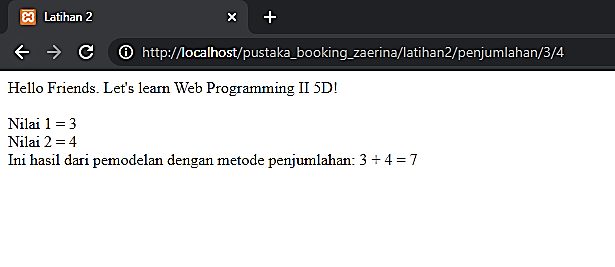 Latihan 2
http://localhost/pustaka_booking_zaerina/latihan2/penjumlahan/3/4
Hello Friends. Let's learn Web Programming II 5D!
Nilai 1 = 3
Nilai 2 = 4
Ini hasil dari pemodelan dengan metode penjumlahan: 3 + 4 = 7